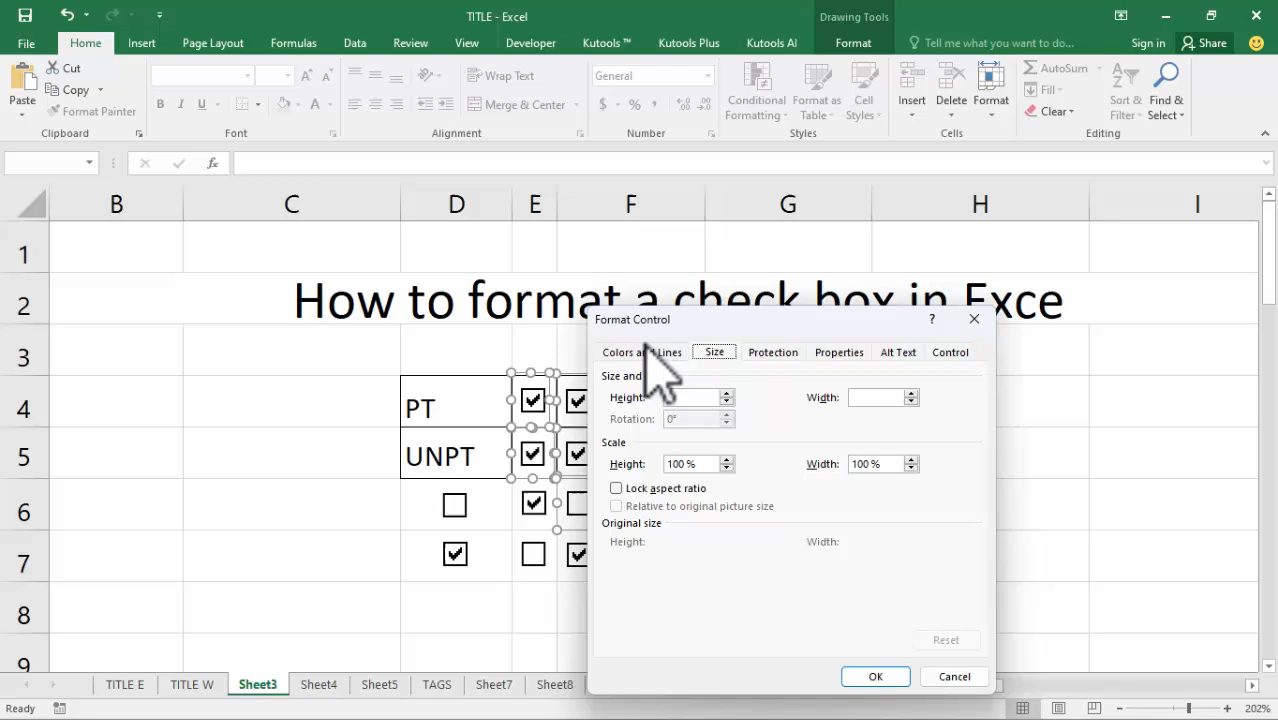 TITLE - Excel
Drawing Tools
File Home Insert Page Layout Formulas Data Review View Developer Kutools ™ Kutools Plus Kutools AI Format Tell me what you want to do... Sign in Share
Paste
Cut
Copy
Format Painter
Clipboard
B I U
A A
Font
Wrap Text
Merge & Center
Alignment
General
$ % ,
Number
Conditional Formatting
Format as Table
Cell Styles
Styles
Insert
Delete
Format
Cells
AutoSum
Fill
Clear
Sort & Filter
Find & Select
Editing
fx
B C D E F G H I
1
2 How to format a check box in Exce
3
4 PT
5 UNPT
6
7
8
9
Format Control ?
Colors and Lines Size Protection Properties Alt Text Control
Size and
Height: Width:
Rotation: 0°
Scale
Height: 100 % Width: 100 %
Lock aspect ratio
Relative to original picture size
Original size
Height: Width:
Reset
OK Cancel
TITLE E TITLE W Sheet3 Sheet4 Sheet5 TAGS Sheet7 Sheet8
Ready 202%